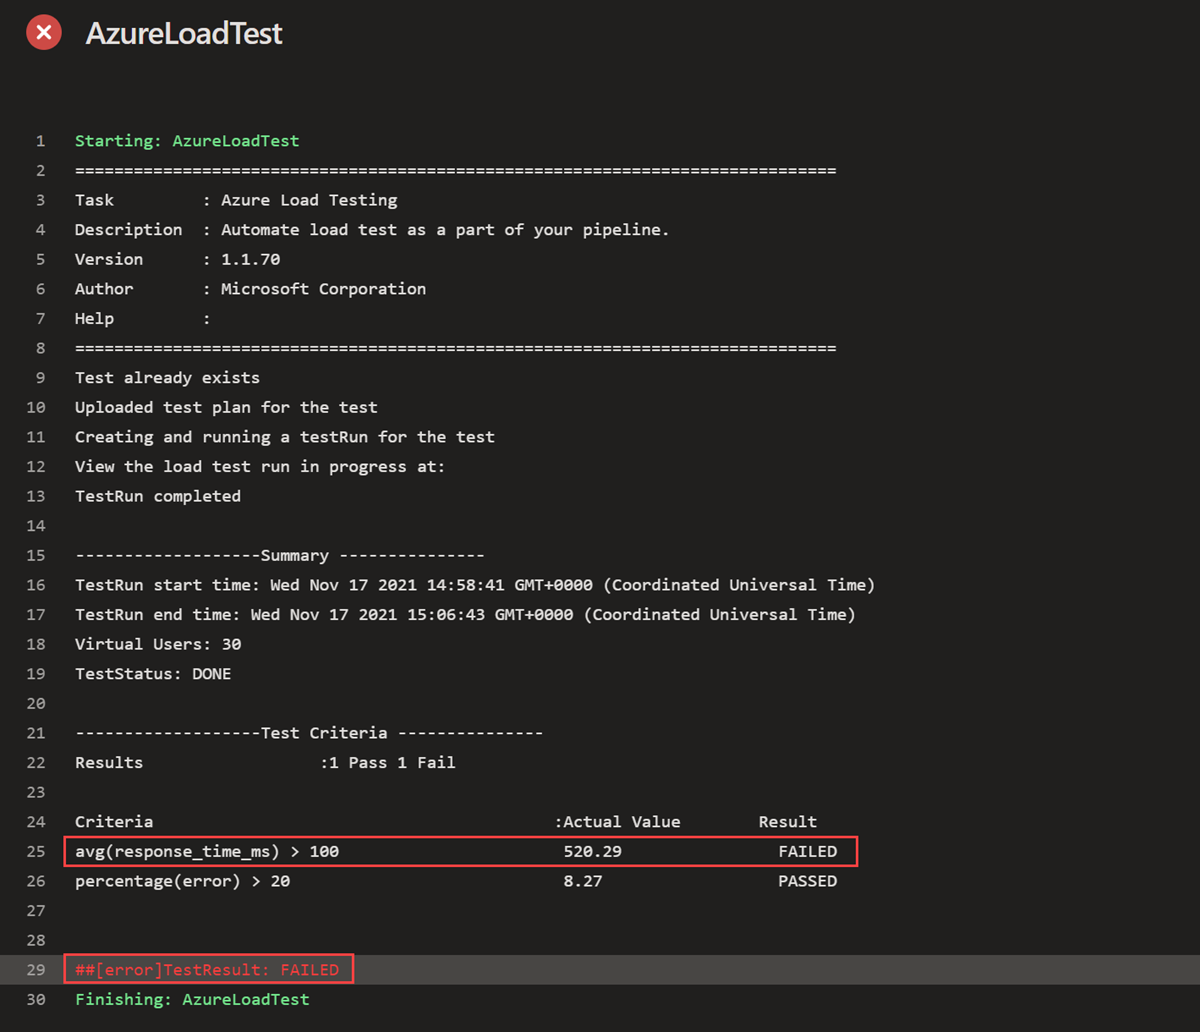 AzureLoadTest
1 Starting: AzureLoadTest
2 ==============================================================================
3 Task         : Azure Load Testing
4 Description  : Automate load test as a part of your pipeline.
5 Version      : 1.1.70
6 Author       : Microsoft Corporation
7 Help         :
8 ==============================================================================
9 Test already exists
10 Uploaded test plan for the test
11 Creating and running a testRun for the test
12 View the load test run in progress at:
13 TestRun completed
14
15 -------------------Summary ---------------
16 TestRun start time: Wed Nov 17 2021 14:58:41 GMT+0000 (Coordinated Universal Time)
17 TestRun end time: Wed Nov 17 2021 15:06:43 GMT+0000 (Coordinated Universal Time)
18 Virtual Users: 30
19 TestStatus: DONE
20
21 -------------------Test Criteria ---------------
22 Results                  :1 Pass 1 Fail
23
24 Criteria                                         :Actual Value        Result
25 avg(response_time_ms) > 100                       520.29                FAILED
26 percentage(error) > 20                            8.27                  PASSED
27
28
29 ##[error]TestResult: FAILED
30 Finishing: AzureLoadTest